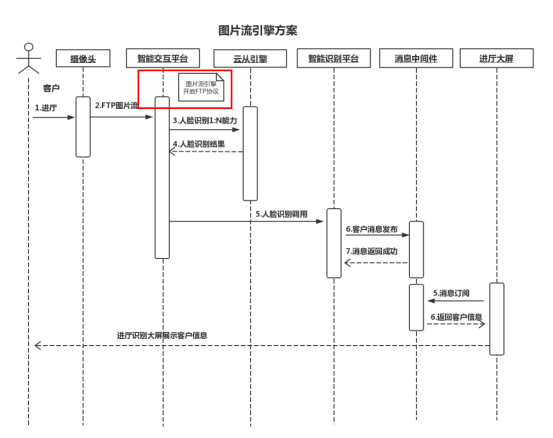 图片流引擎方案
摄像头
智能交互平台
云从引擎
智能识别平台
消息中间件
进厅大屏
图片流引擎
开放FTP协议
客户
1.进厅
2.FTP图片流
3.人脸识别1:N能力
4.人脸识别结果
5.人脸识别调用
6.客户消息发布
7.消息返回成功
5.消息订阅
6.返回客户信息
进厅识别大屏展示客户信息